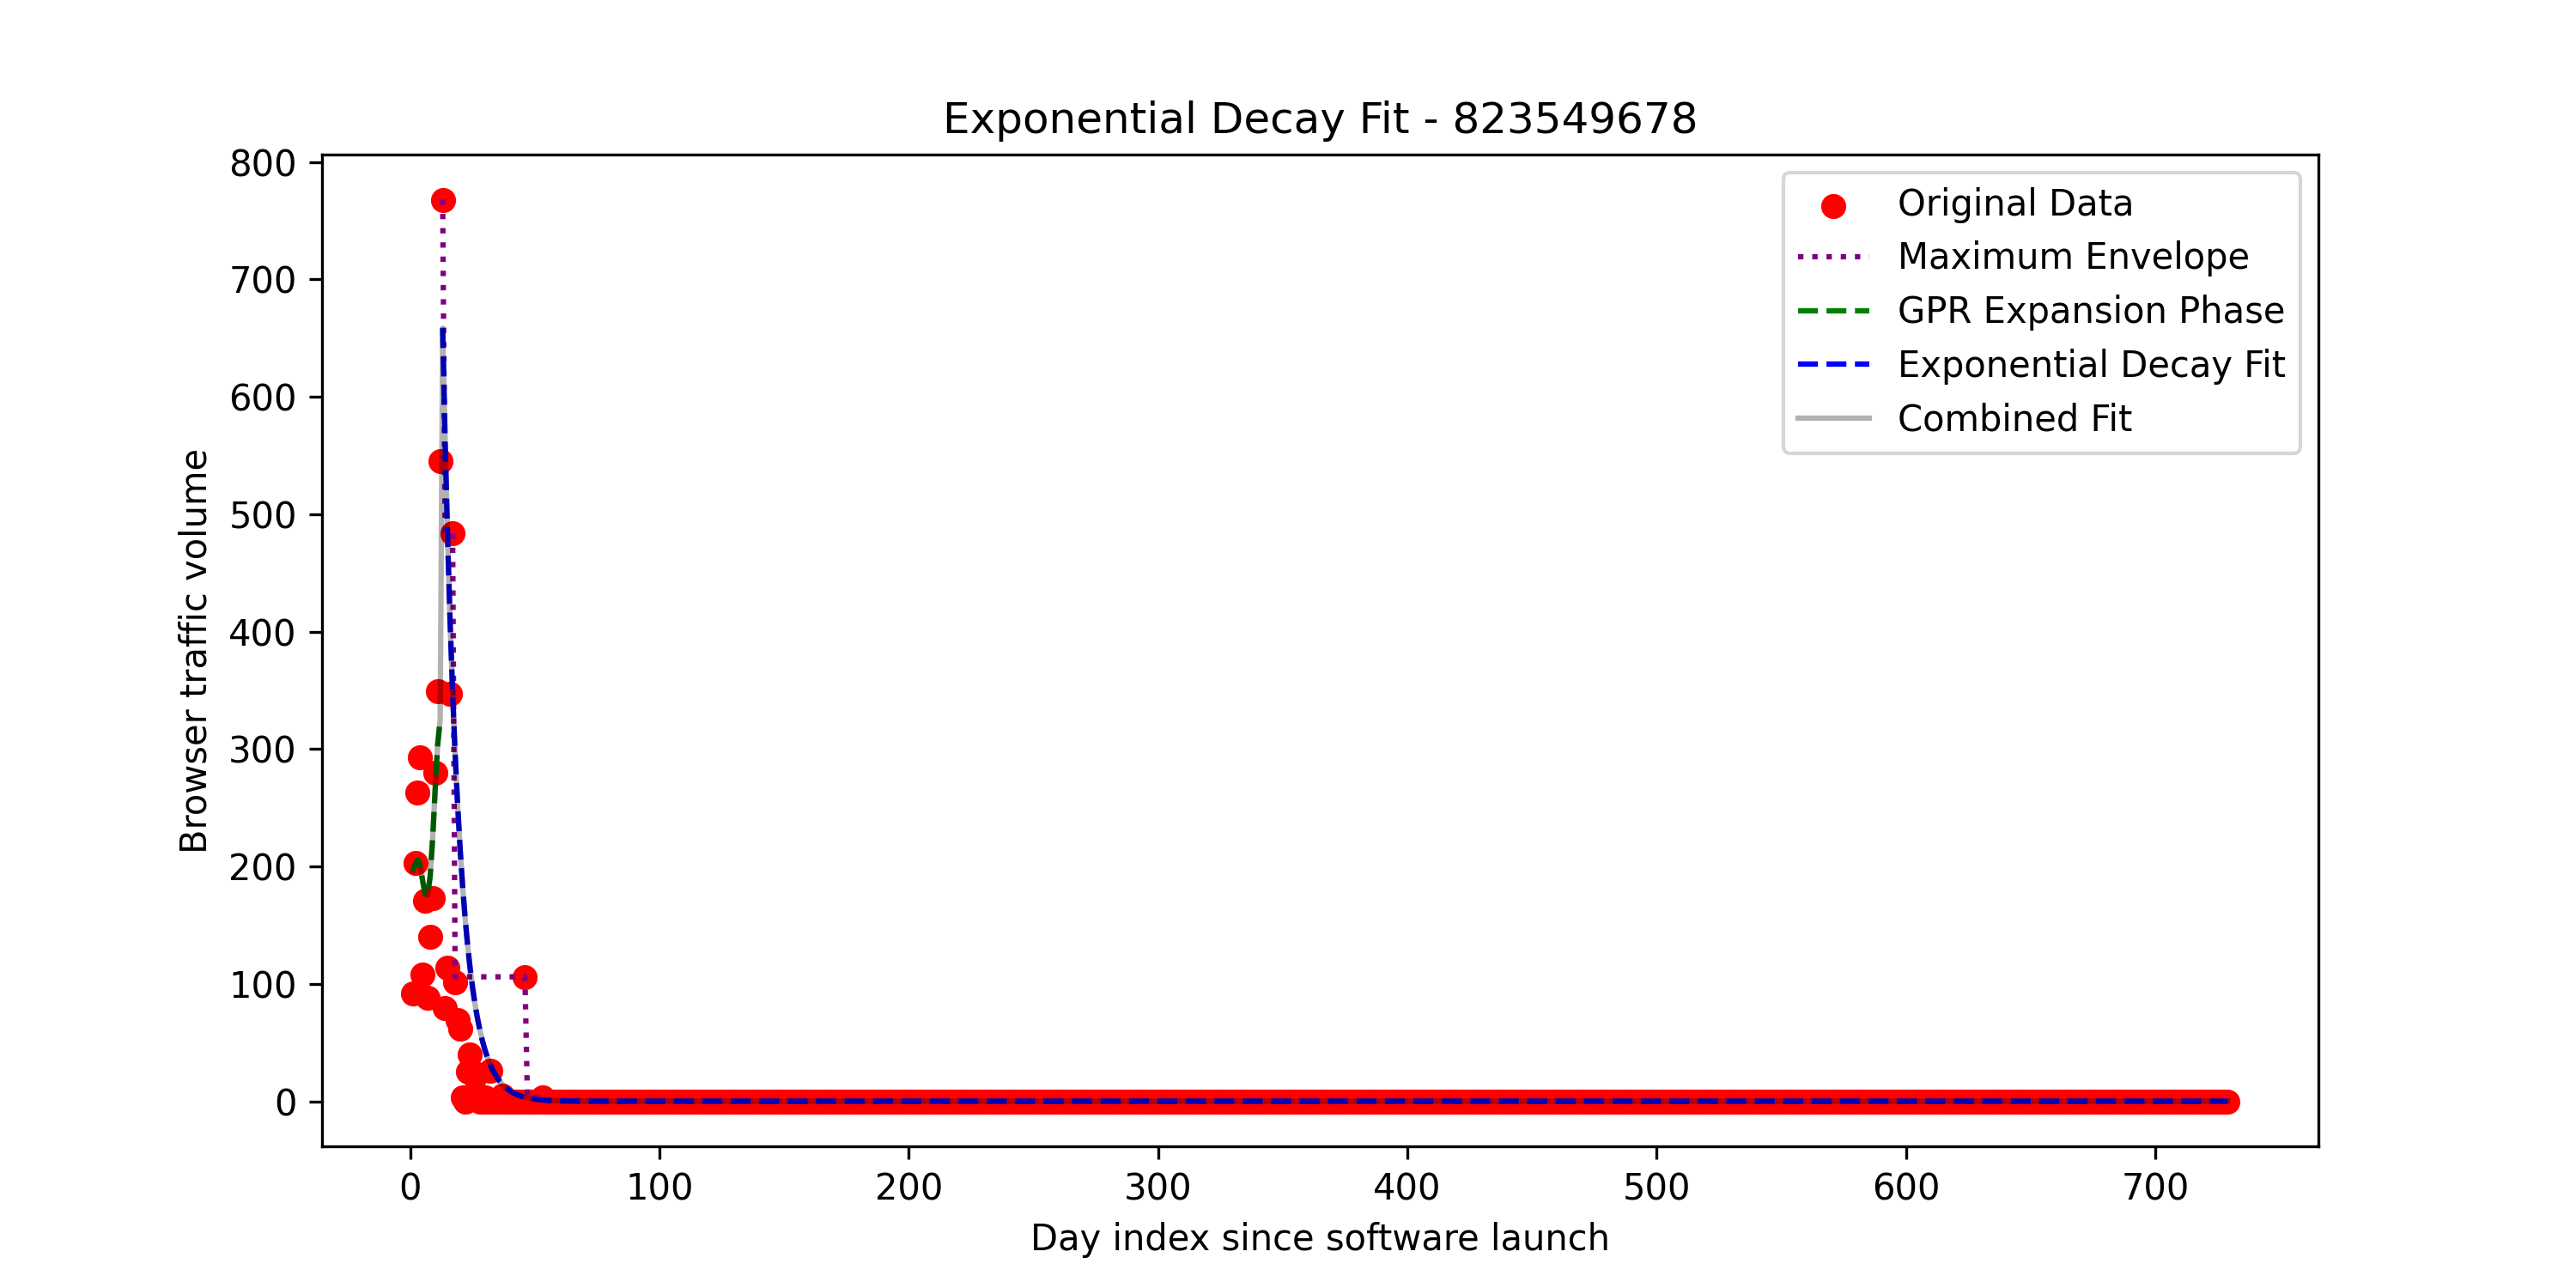 Exponential Decay Fit - 823549678
800
700
600
500
400
300
200
100
0
Browser traffic volume
Original Data
Maximum Envelope
GPR Expansion Phase
Exponential Decay Fit
Combined Fit
0 100 200 300 400 500 600 700
Day index since software launch